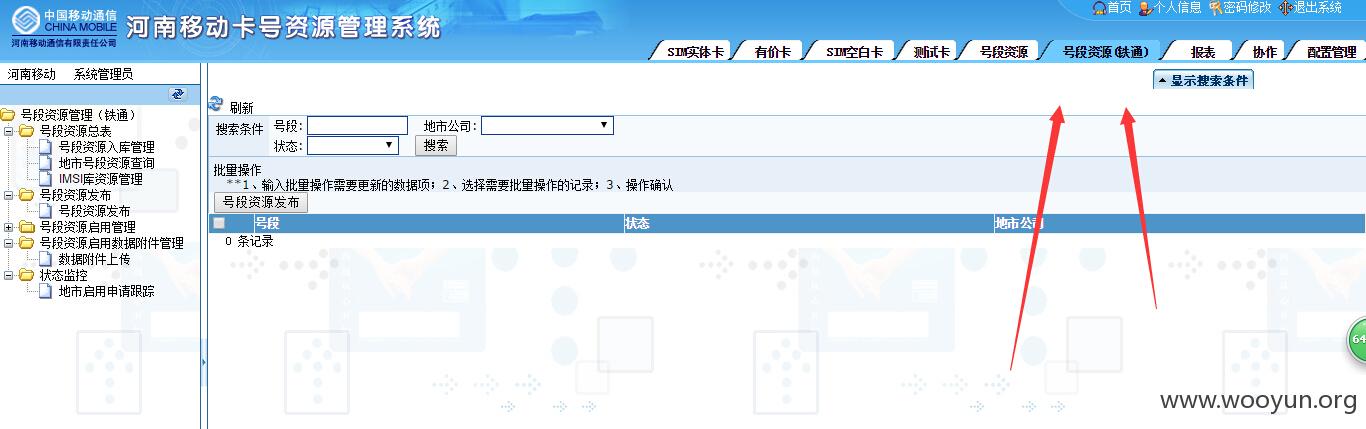 中国移动通信
CHINA MOBILE
河南移动通信有限责任公司
河南移动卡号资源管理系统
首页 个人信息 密码修改 退出系统
SIM实体卡 有价卡 SIM空白卡 测试卡 号段资源 号段资源(铁通) 报表 协作 配置管理
河南移动 系统管理员
显示搜索条件
号段资源管理（铁通）
号段资源总表
号段资源入库管理
地市号段资源查询
IMSI库资源管理
号段资源发布
号段资源发布
号段资源启用管理
号段资源启用数据附件管理
数据附件上传
状态监控
地市启用申请跟踪
刷新
搜索条件 号段: 地市公司:
状态: 搜索
批量操作
**1、输入批量操作需要更新的数据项；2、选择需要批量操作的记录；3、操作确认
号段资源发布
号段 状态 地市公司
0 条记录
64
www.wooyun.org